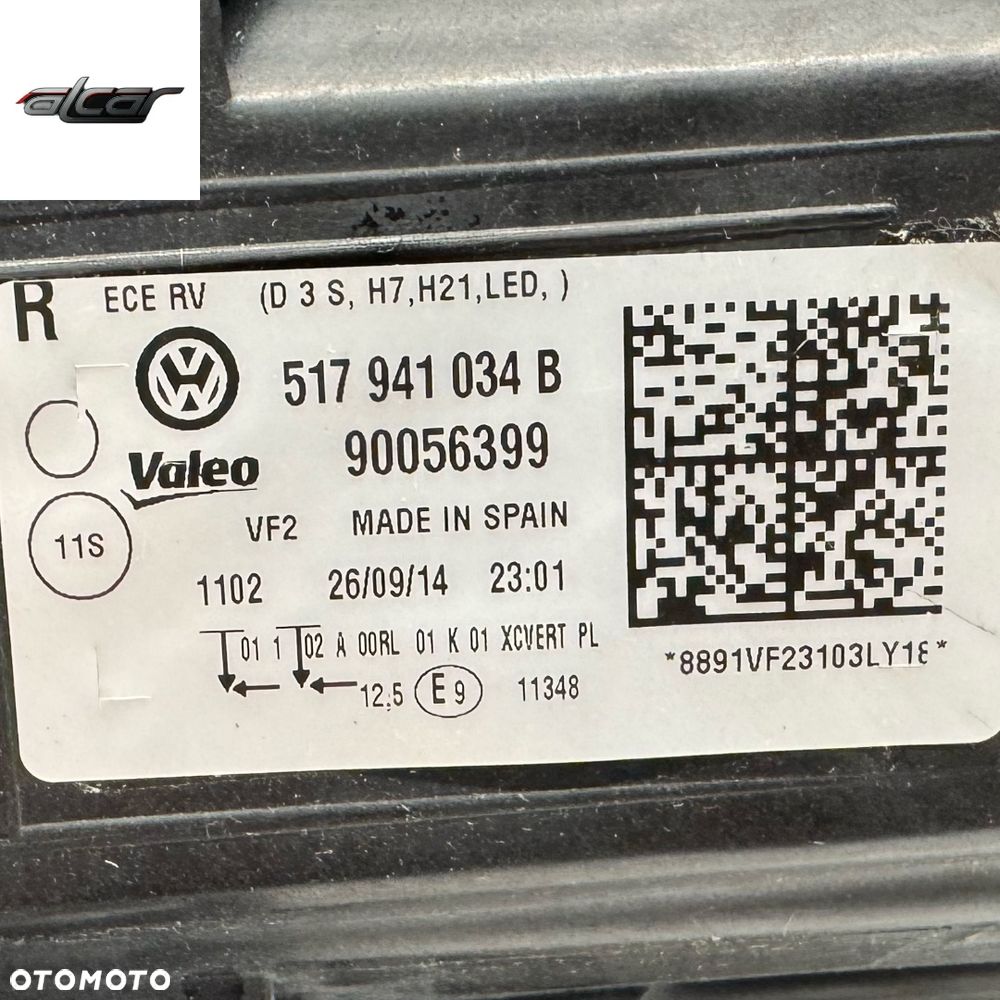 alcar
R ECE RV (D 3 S, H7,H21,LED, )
517 941 034 B
Valeo 90056399
VF2 MADE IN SPAIN
11S
1102 26/09/14 23:01
01 1 02 A 00RL 01 K 01 XCVERT PL
12.5 E 9 11348
*8891VF23103LY18*
OTOMOTO